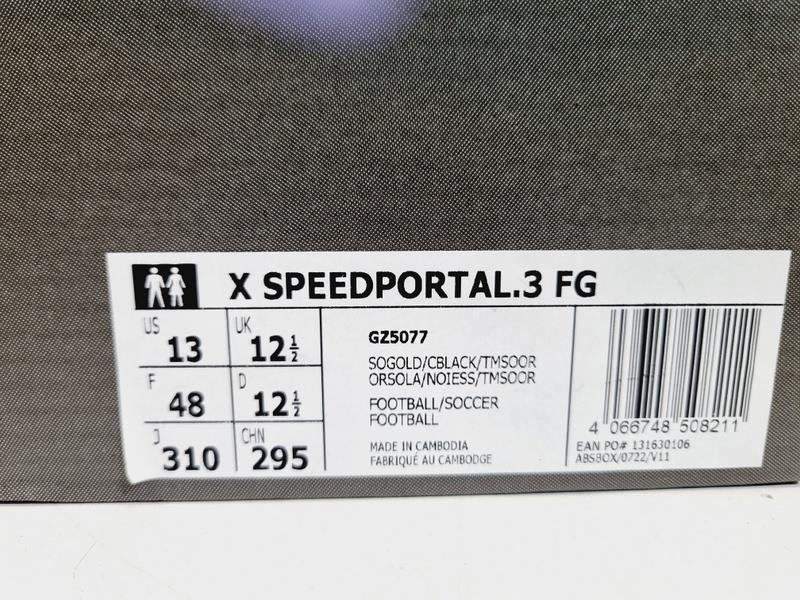 X SPEEDPORTAL.3 FG
US 13 UK 12½
F 48 D 12½
J 310 CHN 295
GZ5077
SOGOLD/CBLACK/TMSOOR
ORSOLA/NOIESS/TMSOOR
FOOTBALL/SOCCER
FOOTBALL
MADE IN CAMBODIA
FABRIQUÉ AU CAMBODGE
4 066748 508211
EAN PO# 131630106
ABSBOX/0722/V11